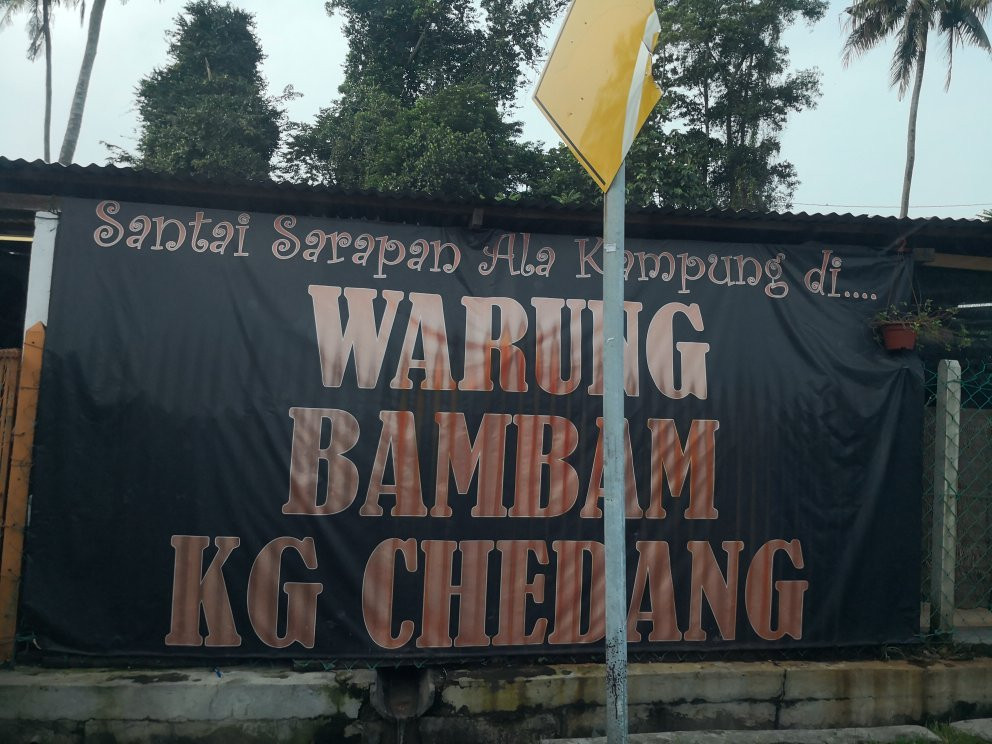 Santai Sarapan Ala Kampung di....
WARUNG
BAMBAM
KG CHEDANG